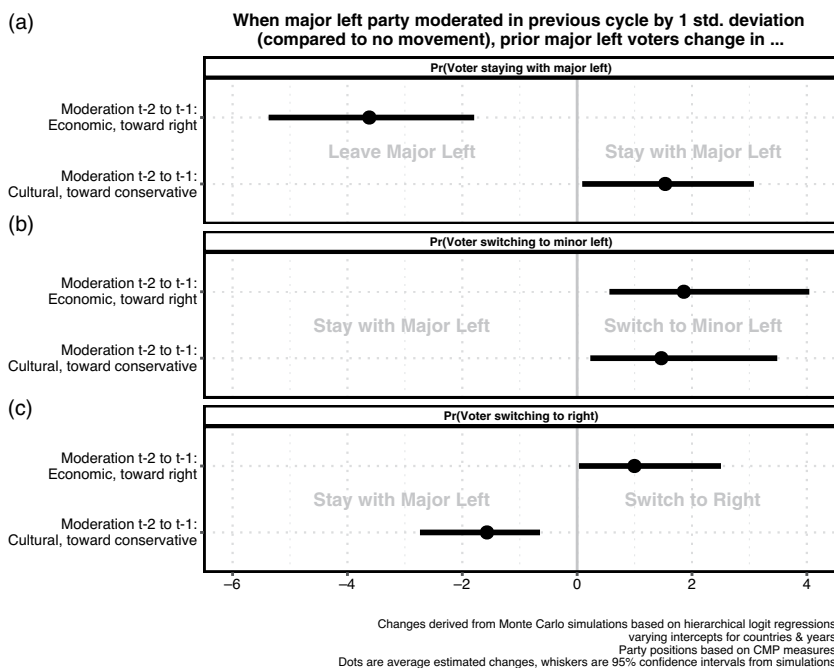 (a)
When major left party moderated in previous cycle by 1 std. deviation
(compared to no movement), prior major left voters change in ...
Pr(Voter staying with major left)
Moderation t-2 to t-1:
Economic, toward right
Leave Major Left
Stay with Major Left
Moderation t-2 to t-1:
Cultural, toward conservative
(b)
Pr(Voter switching to minor left)
Moderation t-2 to t-1:
Economic, toward right
Stay with Major Left
Switch to Minor Left
Moderation t-2 to t-1:
Cultural, toward conservative
(c)
Pr(Voter switching to right)
Moderation t-2 to t-1:
Economic, toward right
Stay with Major Left
Switch to Right
Moderation t-2 to t-1:
Cultural, toward conservative
−6 −4 −2 0 2 4
Changes derived from Monte Carlo simulations based on hierarchical logit regressions
varying intercepts for countries & years
Party positions based on CMP measures
Dots are average estimated changes, whiskers are 95% confidence intervals from simulations